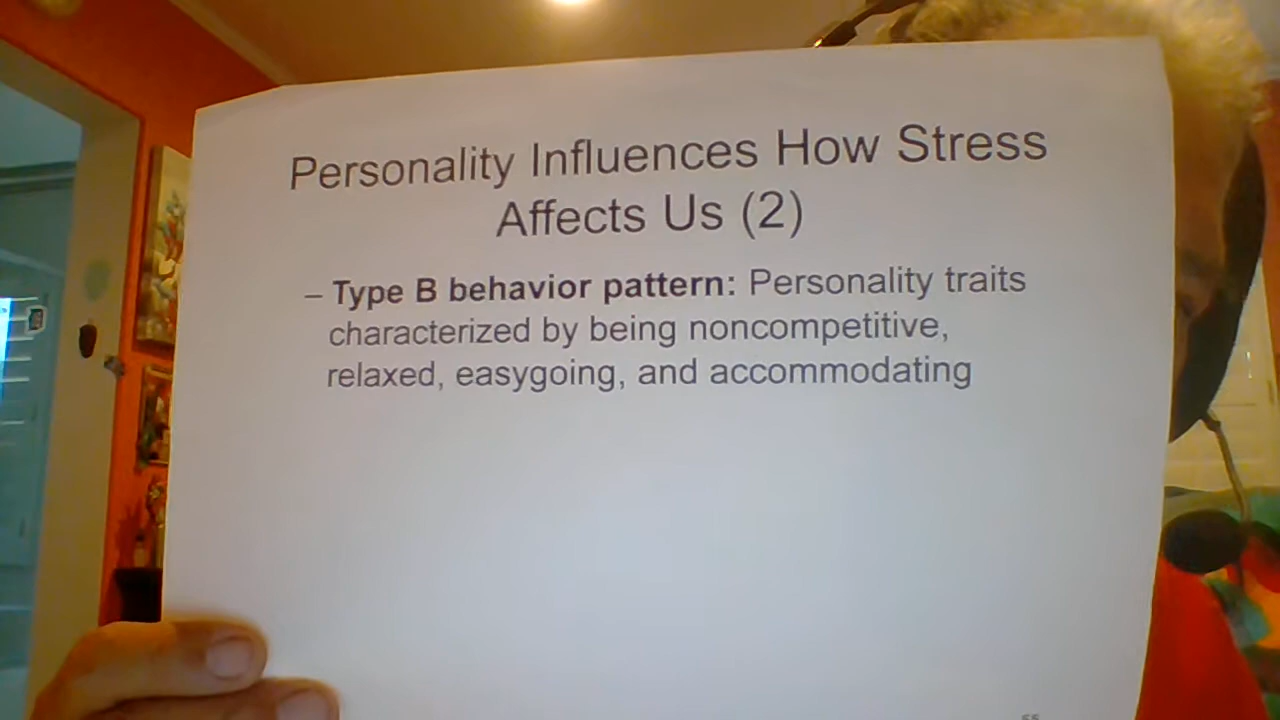 Personality Influences How Stress
Affects Us (2)
– Type B behavior pattern: Personality traits
characterized by being noncompetitive,
relaxed, easygoing, and accommodating